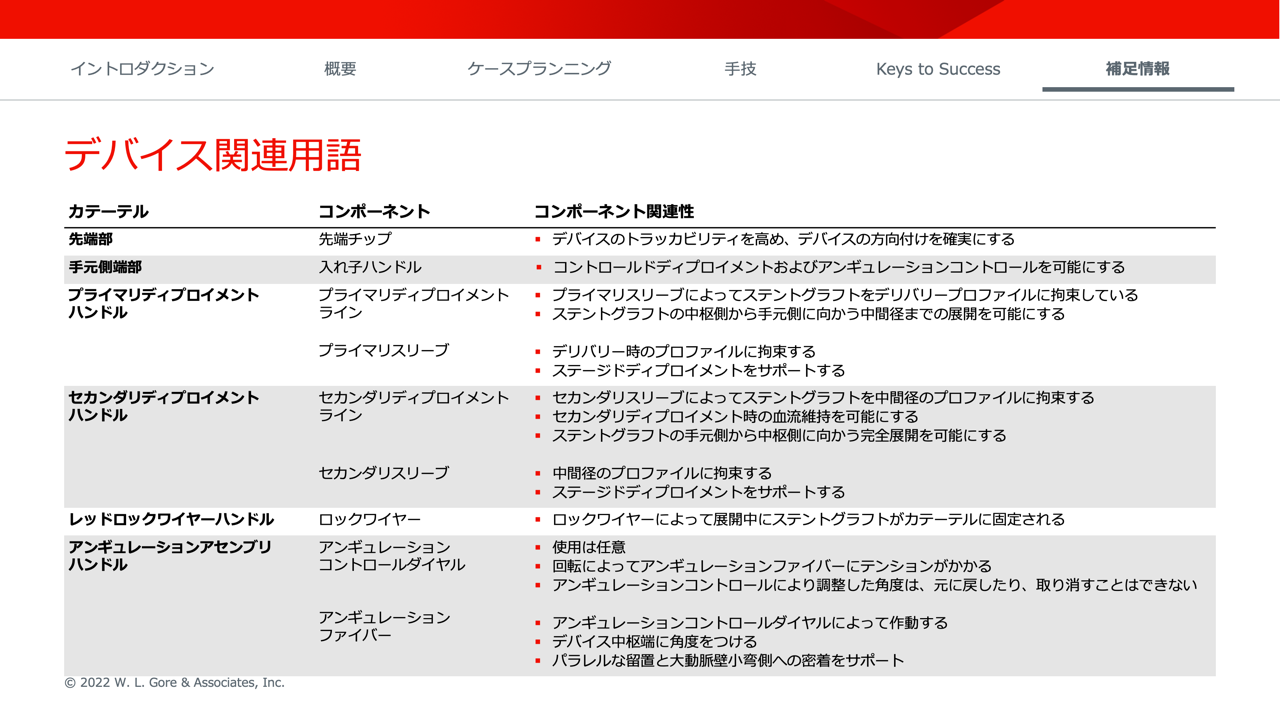 イントロダクション
概要
ケースプランニング
手技
Keys to Success
補足情報
デバイス関連用語
カテーテル
コンポーネント
コンポーネント関連性
先端部
先端チップ
▪ デバイスのトラッカビリティを高め、デバイスの方向付けを確実にする
手元側端部
入れ子ハンドル
▪ コントロールドディプロイメントおよびアンギュレーションコントロールを可能にする
プライマリディプロイメント
ハンドル
プライマリディプロイメント
ライン
▪ プライマリスリーブによってステントグラフトをデリバリープロファイルに拘束している
▪ ステントグラフトの中枢側から手元側に向かう中間径までの展開を可能にする
プライマリスリーブ
▪ デリバリー時のプロファイルに拘束する
▪ ステージドディプロイメントをサポートする
セカンダリディプロイメント
ハンドル
セカンダリディプロイメント
ライン
▪ セカンダリスリーブによってステントグラフトを中間径のプロファイルに拘束する
▪ セカンダリディプロイメント時の血流維持を可能にする
▪ ステントグラフトの手元側から中枢側に向かう完全展開を可能にする
セカンダリスリーブ
▪ 中間径のプロファイルに拘束する
▪ ステージドディプロイメントをサポートする
レッドロックワイヤーハンドル
ロックワイヤー
▪ ロックワイヤーによって展開中にステントグラフトがカテーテルに固定される
アンギュレーションアセンブリ
ハンドル
アンギュレーション
コントロールダイヤル
▪ 使用は任意
▪ 回転によってアンギュレーションファイバーにテンションがかかる
▪ アンギュレーションコントロールにより調整した角度は、元に戻したり、取り消すことはできない
アンギュレーション
ファイバー
▪ アンギュレーションコントロールダイヤルによって作動する
▪ デバイス中枢端に角度をつける
▪ パラレルな留置と大動脈壁小弯側への密着をサポート
© 2022 W. L. Gore & Associates, Inc.